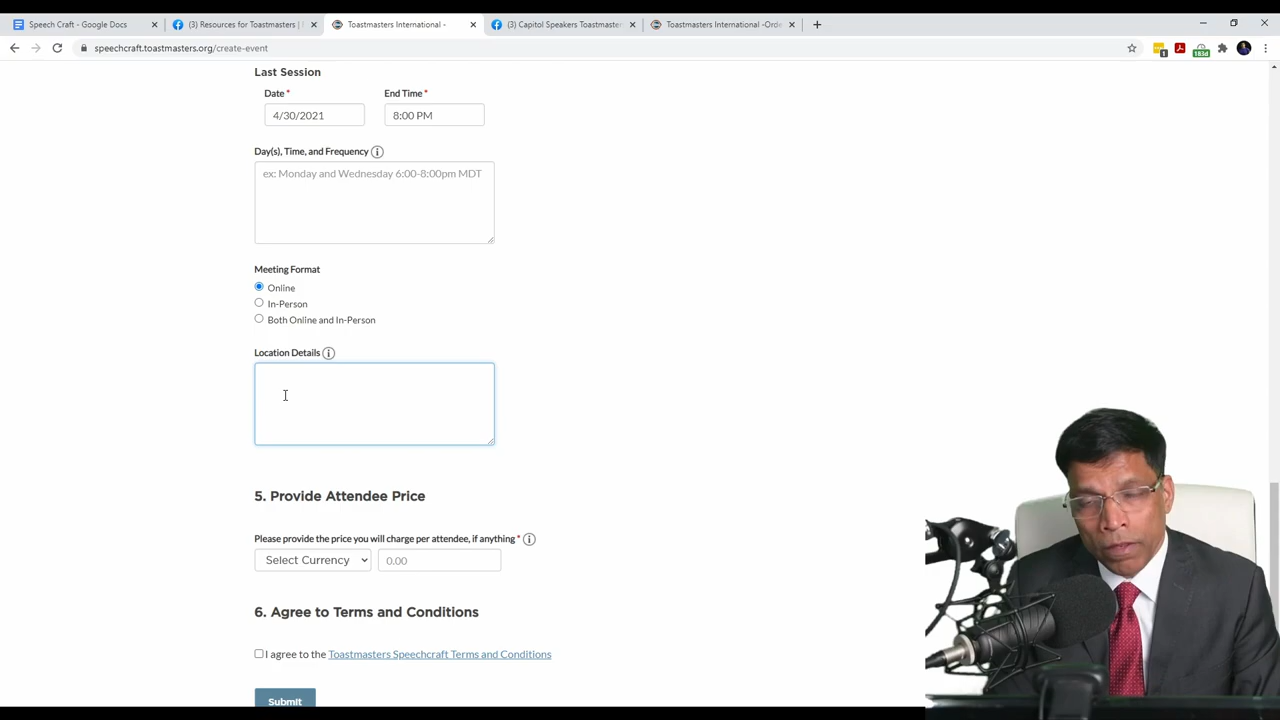 Speech Craft - Google Docs
(3) Resources for Toastmasters |
Toastmasters International -
(3) Capitol Speakers Toastmaster
Toastmasters International -Orde
speechcraft.toastmasters.org/create-event
1
183d
Last Session
Date *
End Time *
4/30/2021
8:00 PM
Day(s), Time, and Frequency
ex: Monday and Wednesday 6:00-8:00pm MDT
Meeting Format
Online
In-Person
Both Online and In-Person
Location Details
5. Provide Attendee Price
Please provide the price you will charge per attendee, if anything *
Select Currency
0.00
6. Agree to Terms and Conditions
I agree to the Toastmasters Speechcraft Terms and Conditions
Submit